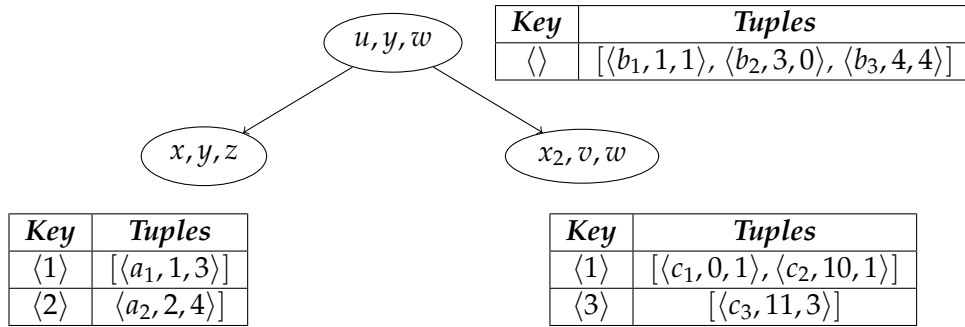 u, y, w
Key Tuples
⟨⟩ [⟨b₁, 1, 1⟩, ⟨b₂, 3, 0⟩, ⟨b₃, 4, 4⟩]
x, y, z
x₂, v, w
Key Tuples
⟨1⟩ [⟨a₁, 1, 3⟩]
⟨2⟩ ⟨a₂, 2, 4⟩]
Key Tuples
⟨1⟩ [⟨c₁, 0, 1⟩, ⟨c₂, 10, 1⟩]
⟨3⟩ [⟨c₃, 11, 3⟩]